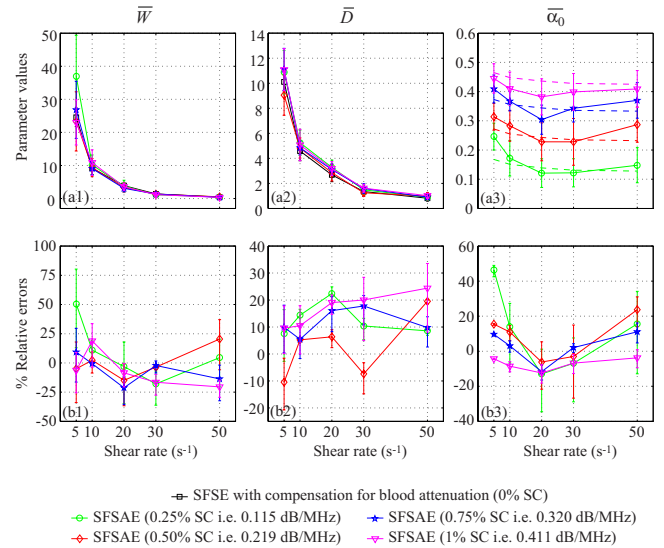 W D α0
Parameter values
50
40
30
20
10
0
(a1)
14
12
10
8
6
4
2
0
(a2)
0.6
0.5
0.4
0.3
0.2
0.1
0
(a3)
% Relative errors
100
75
50
25
0
-25
-50
(b1)
40
30
20
10
0
-10
-20
(b2)
60
40
20
0
-20
-40
(b3)
5 10 20 30 50
5 10 20 30 50
5 10 20 30 50
Shear rate (s⁻¹) Shear rate (s⁻¹) Shear rate (s⁻¹)
SFSE with compensation for blood attenuation (0% SC)
SFSAE (0.25% SC i.e. 0.115 dB/MHz) SFSAE (0.75% SC i.e. 0.320 dB/MHz)
SFSAE (0.50% SC i.e. 0.219 dB/MHz) SFSAE (1% SC i.e. 0.411 dB/MHz)